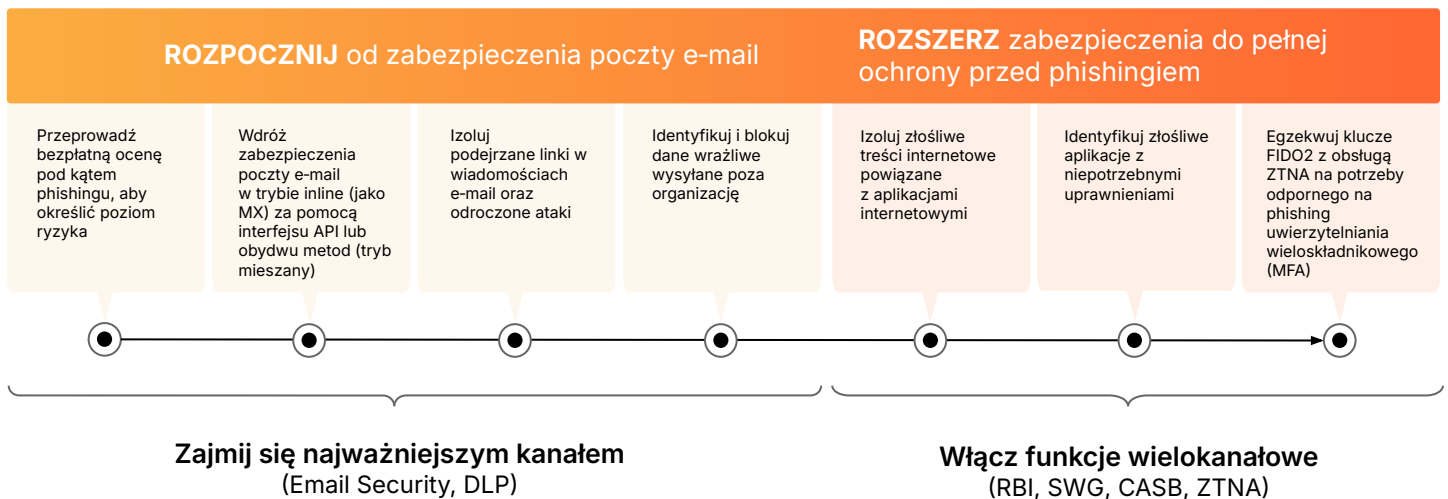 ROZPOCZNIJ od zabezpieczenia poczty e-mail
ROZSZERZ zabezpieczenia do pełnej
ochrony przed phishingiem
Przeprowadź
bezpłatną ocenę
pod kątem
phishingu, aby
określić poziom
ryzyka
Wdróż
zabezpieczenia
poczty e-mail
w trybie inline (jako
MX) za pomocą
interfejsu API lub
obydwu metod (tryb
mieszany)
Izoluj
podejrzane linki w
wiadomościach
e-mail oraz
odroczone ataki
Identyfikuj i blokuj
dane wrażliwe
wysyłane poza
organizację
Izoluj złośliwe
treści internetowe
powiązane
z aplikacjami
internetowymi
Identyfikuj złośliwe
aplikacje z
niepotrzebnymi
uprawnieniami
Egzekwuj klucze
FIDO2 z obsługą
ZTNA na potrzeby
odpornego na
phishing
uwierzytelniania
wieloskładnikowego
(MFA)
Zajmij się najważniejszym kanałem
(Email Security, DLP)
Włącz funkcje wielokanałowe
(RBI, SWG, CASB, ZTNA)